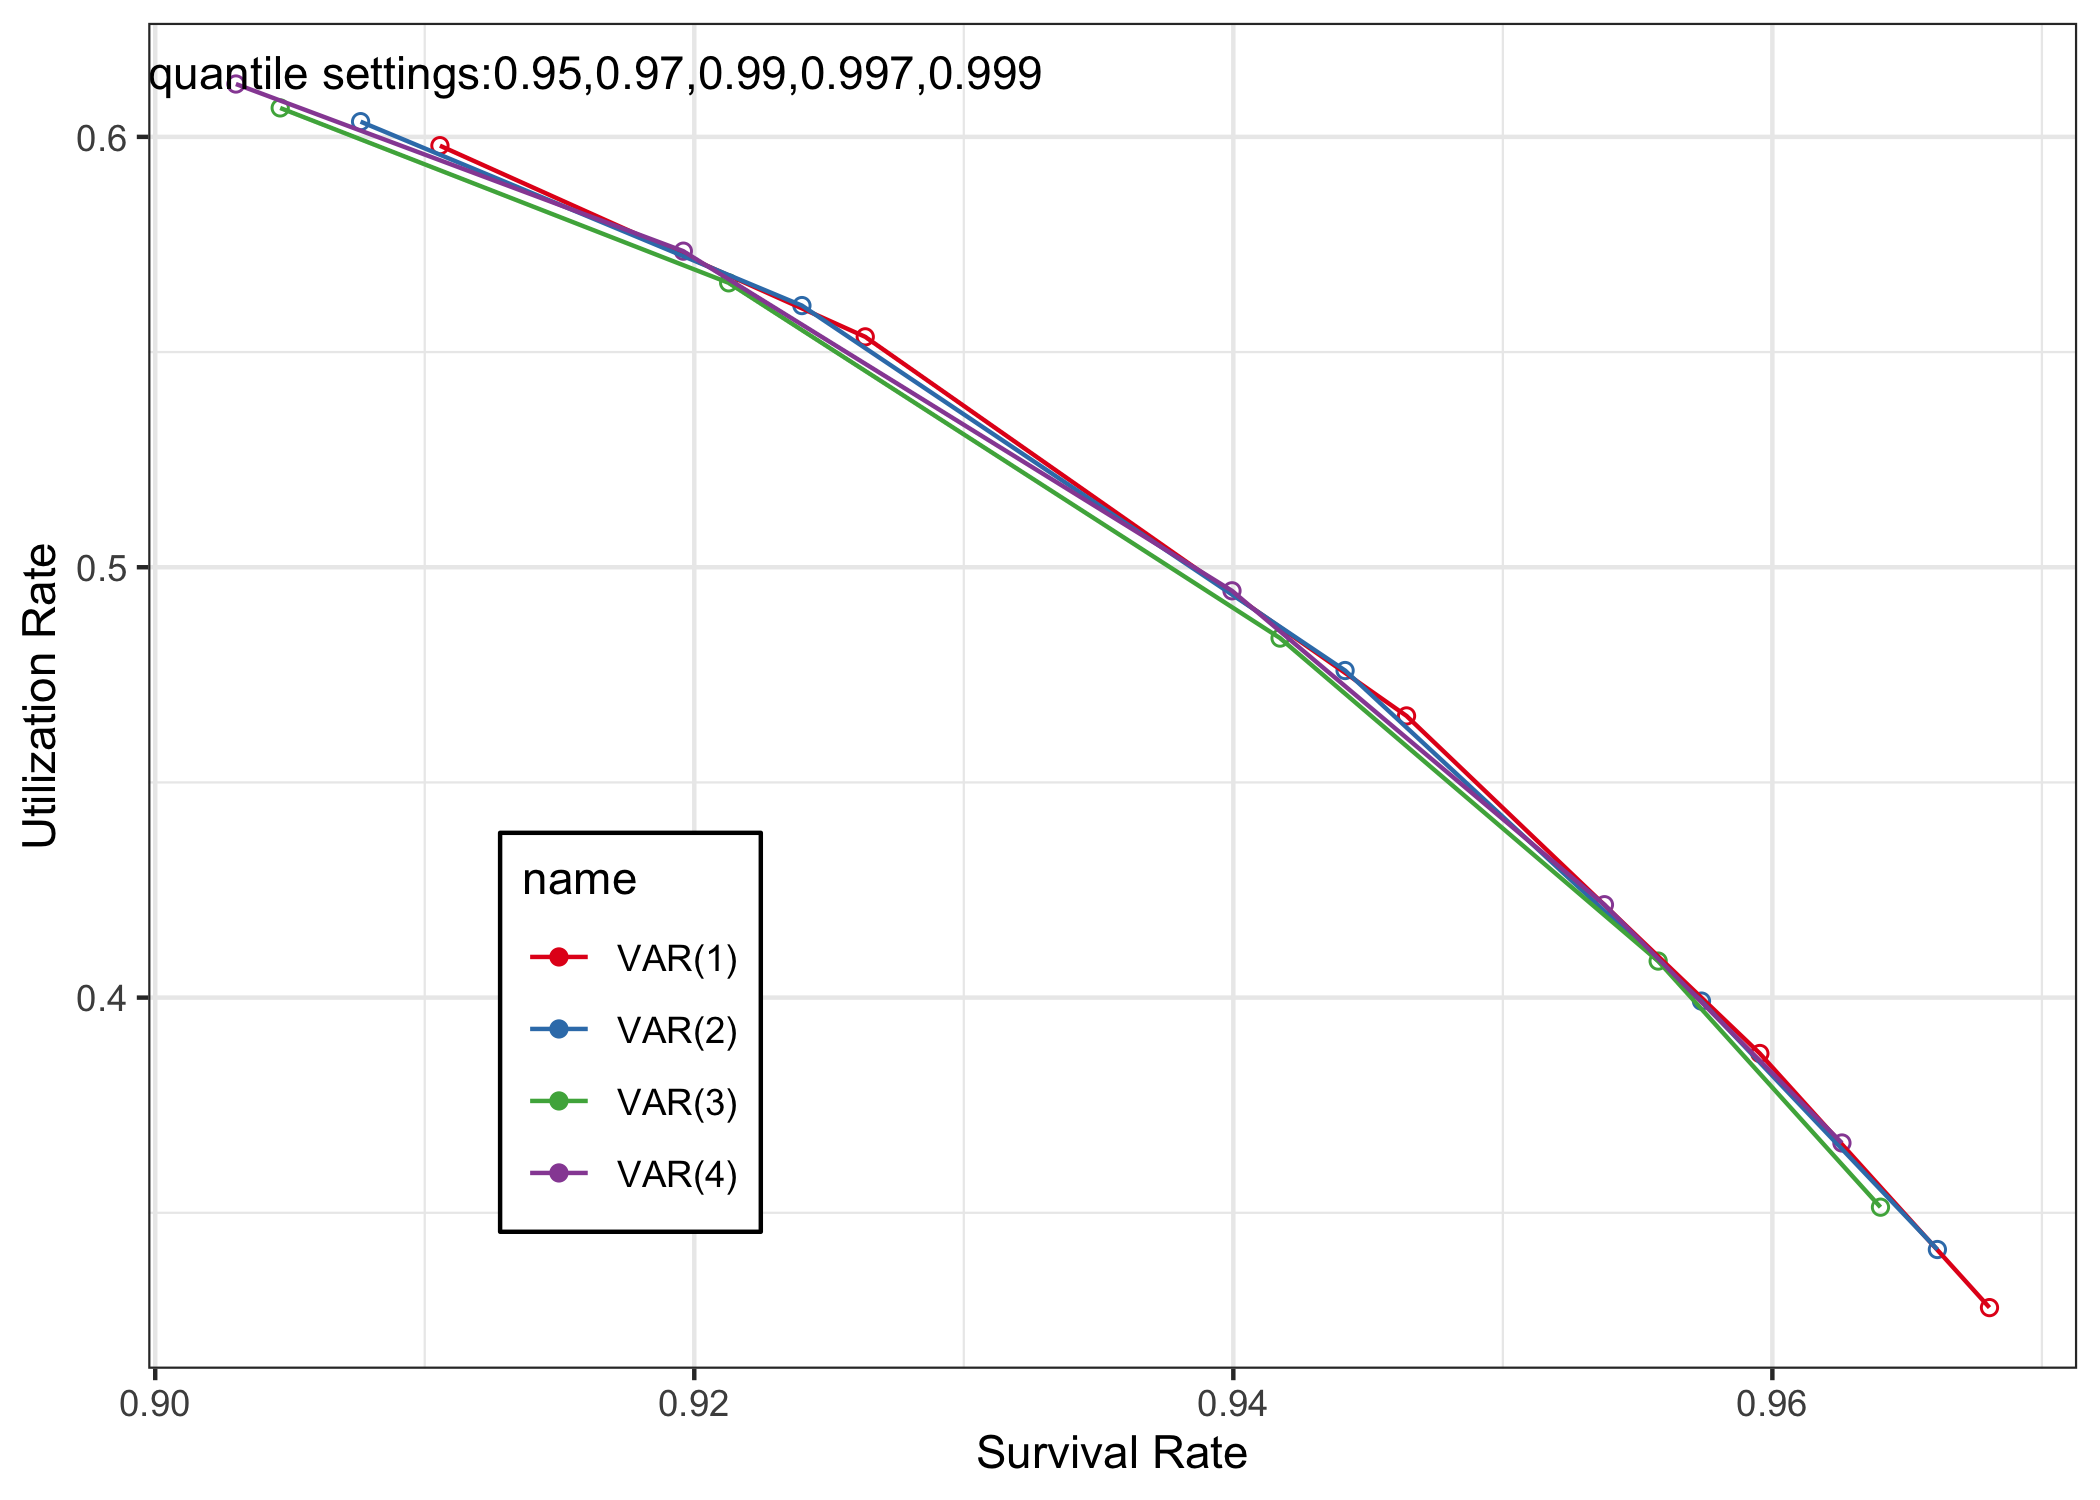 quantile settings:0.95,0.97,0.99,0.997,0.999
0.6
0.5
0.4
Utilization Rate
name
VAR(1)
VAR(2)
VAR(3)
VAR(4)
0.90 0.92 0.94 0.96
Survival Rate